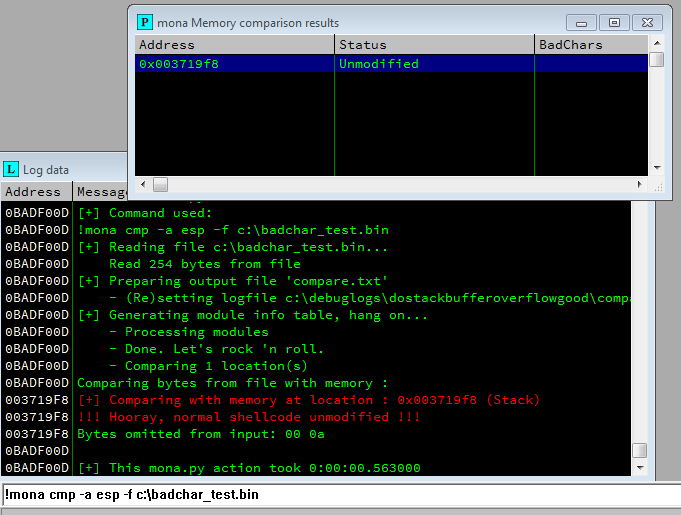 P mona Memory comparison results
Address Status BadChars
0x003719f8 Unmodified
L Log data
Address Message
0BADF00D [+] Command used:
0BADF00D !mona cmp -a esp -f c:\badchar_test.bin
0BADF00D [+] Reading file c:\badchar_test.bin...
0BADF00D Read 254 bytes from file
0BADF00D [+] Preparing output file 'compare.txt'
0BADF00D - (Re)setting logfile c:\debuglogs\dostackbufferoverflowgood\compa
0BADF00D [+] Generating module info table, hang on...
0BADF00D - Processing modules
0BADF00D - Done. Let's rock 'n roll.
0BADF00D - Comparing 1 location(s)
0BADF00D Comparing bytes from file with memory :
003719F8 [+] Comparing with memory at location : 0x003719f8 (Stack)
003719F8 !!! Hooray, normal shellcode unmodified !!!
003719F8 Bytes omitted from input: 00 0a
0BADF00D
0BADF00D [+] This mona.py action took 0:00:00.563000
!mona cmp -a esp -f c:\badchar_test.bin